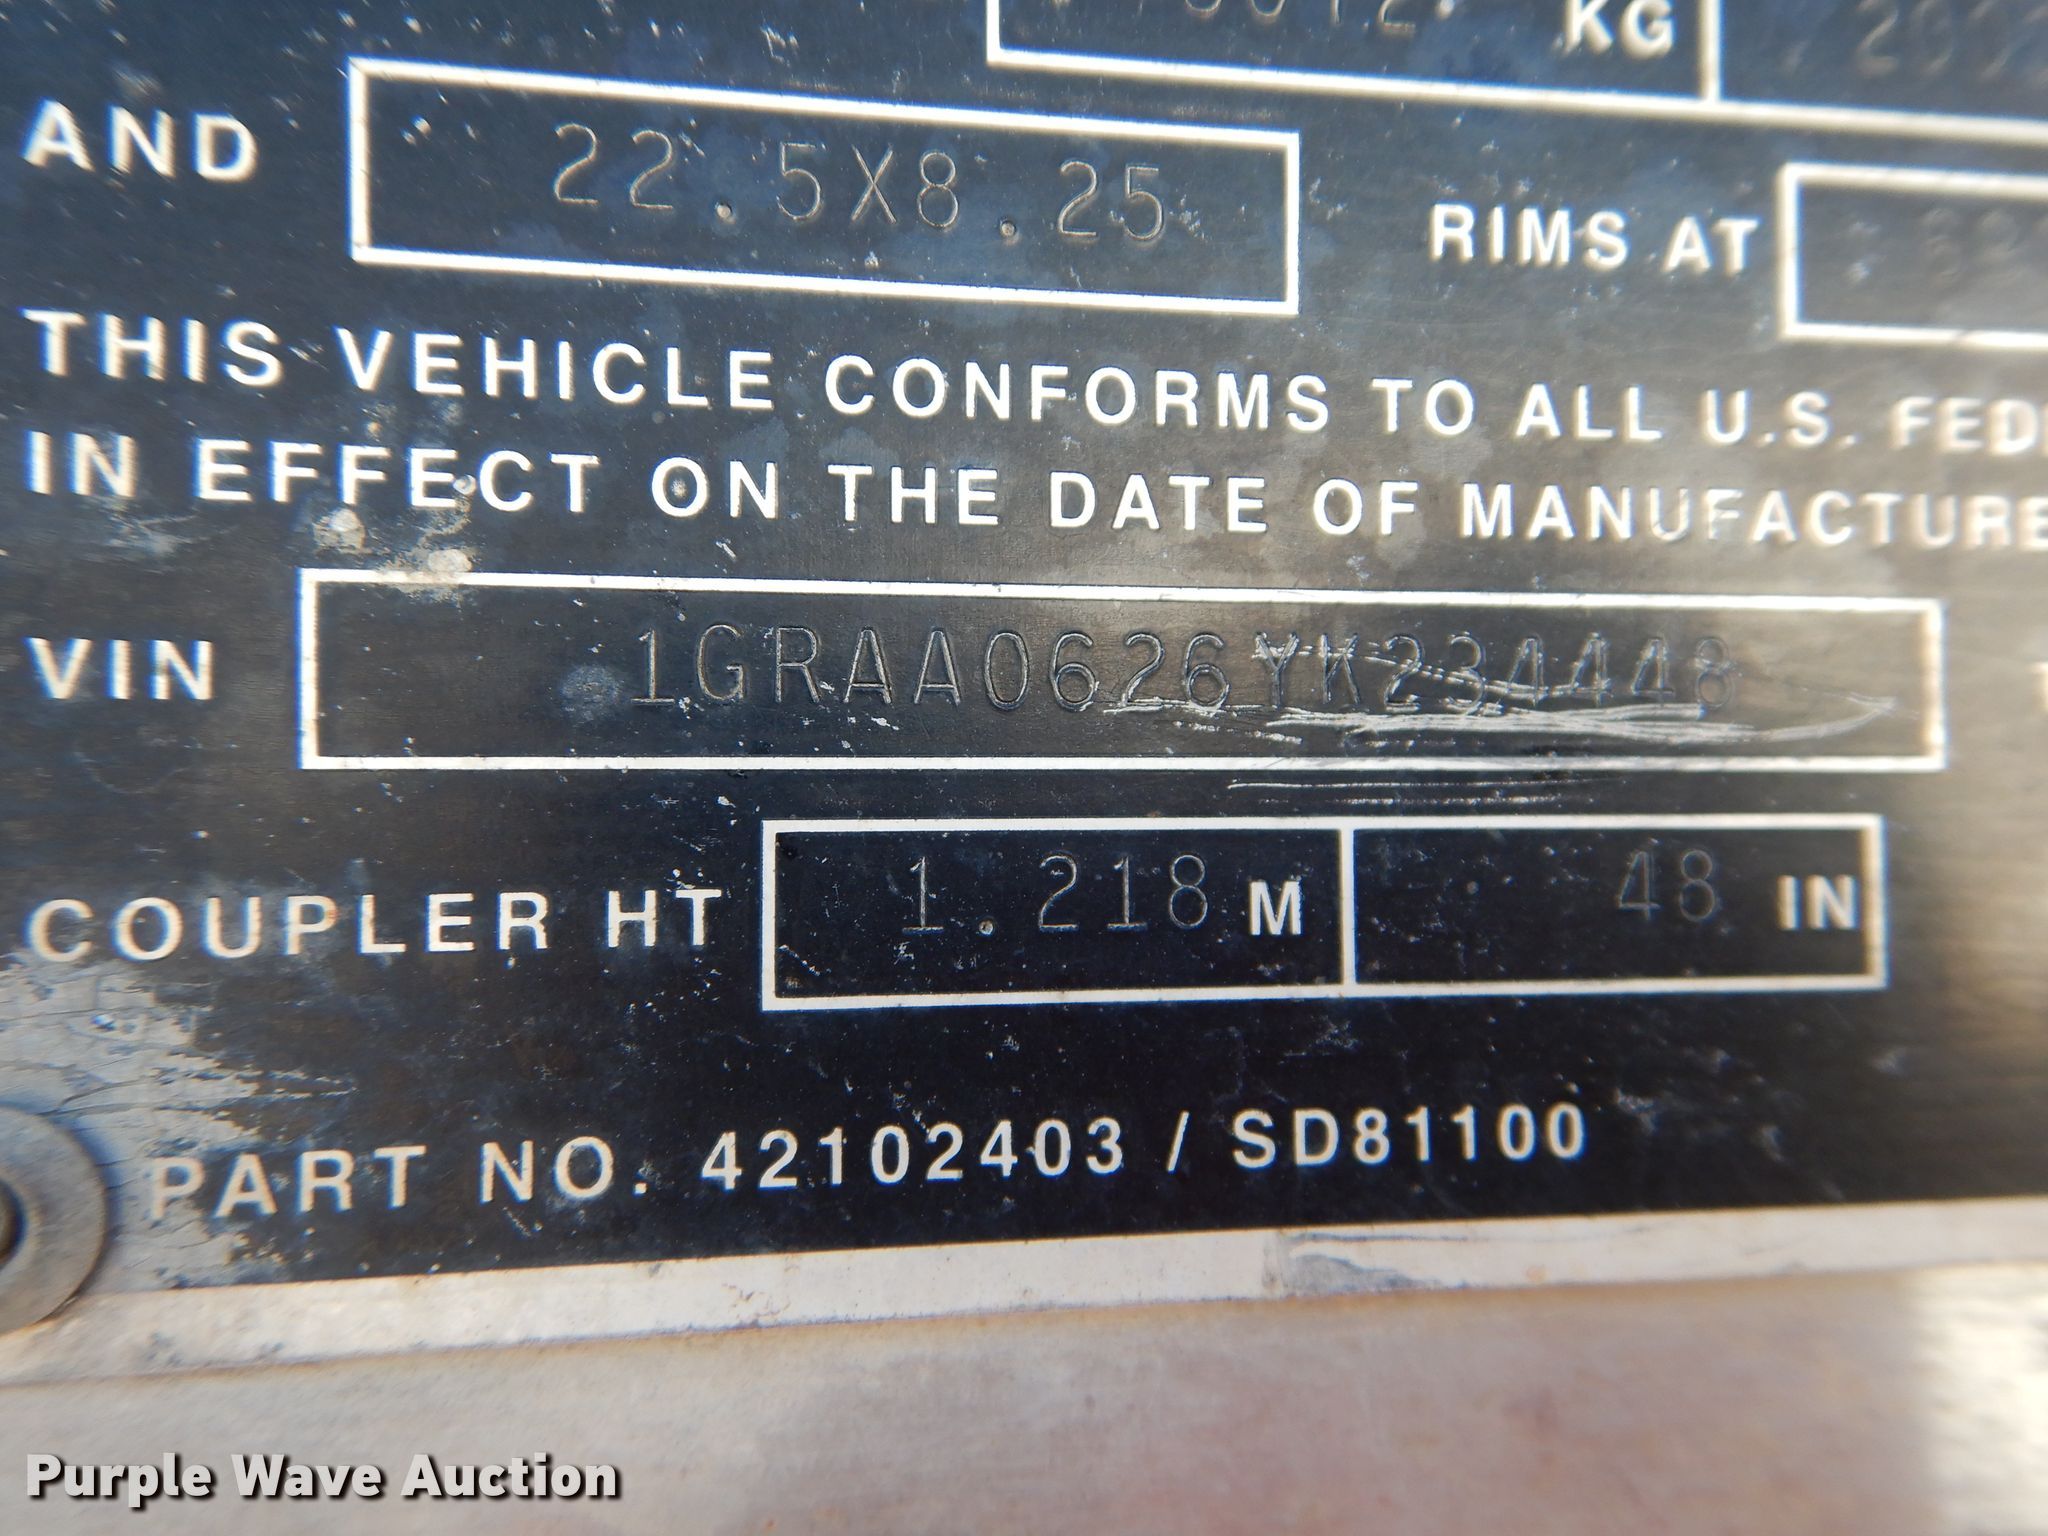 KG
AND 22.5X8.25 RIMS AT
THIS VEHICLE CONFORMS TO ALL U.S.
IN EFFECT ON THE DATE OF MANUFACTURE
VIN 1GRAA0626YK234448
COUPLER HT 1.218 M 48 IN
PART NO. 42102403 / SD81100
Purple Wave Auction